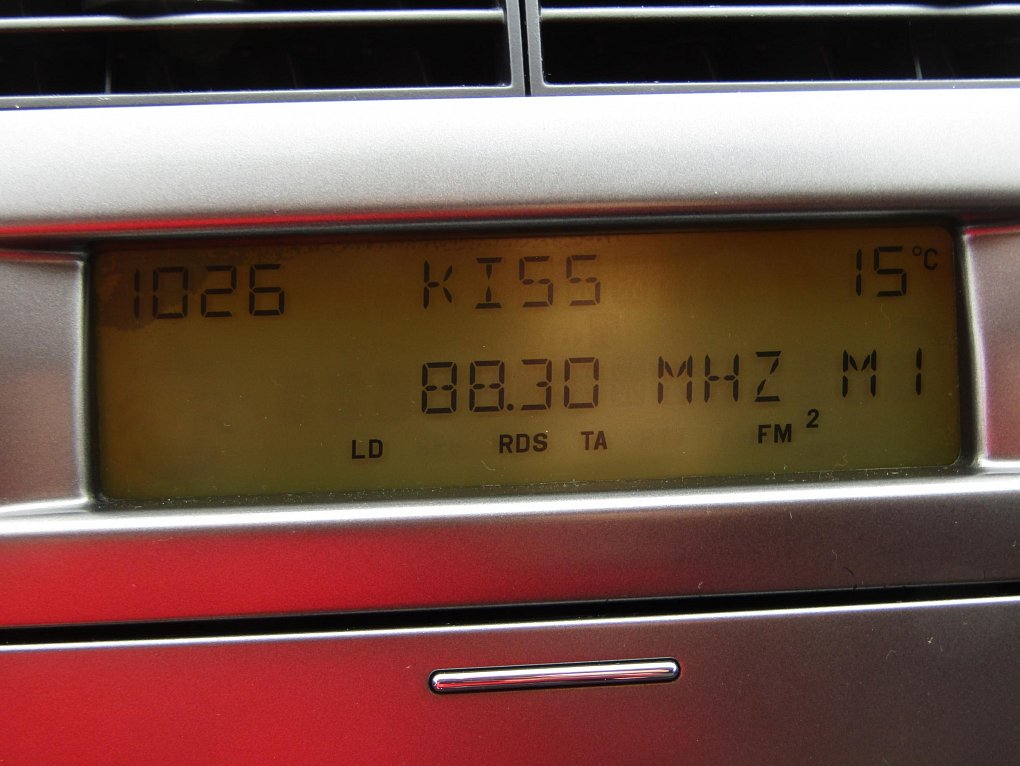 1026 KISS 15°C
88.30 MHZ M1
LD RDS TA FM 2